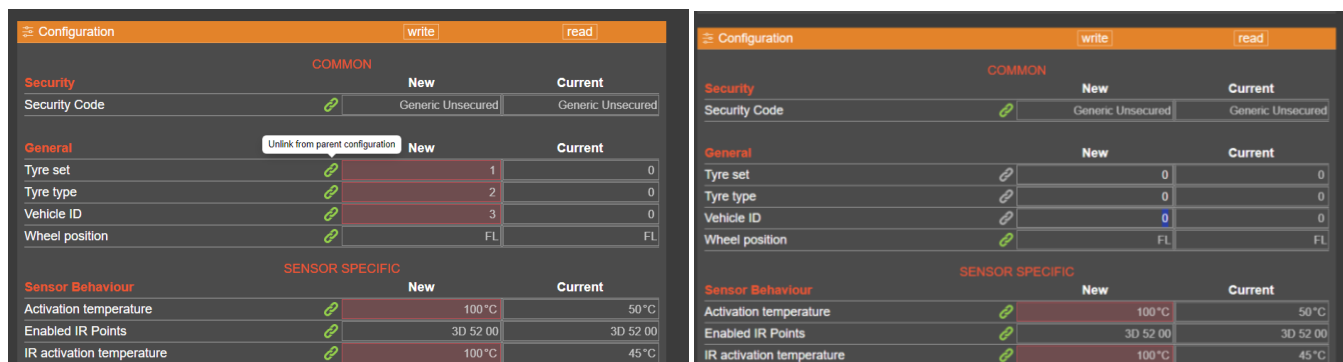 Configuration write read
COMMON
Security New Current
Security Code Generic Unsecured Generic Unsecured
General Unlink from parent configuration New Current
Tyre set 1 0
Tyre type 2 0
Vehicle ID 3 0
Wheel position FL FL
SENSOR SPECIFIC
Sensor Behaviour New Current
Activation temperature 100°C 50°C
Enabled IR Points 3D 52 00 3D 52 00
IR activation temperature 100°C 45°C
Configuration write read
COMMON
Security New Current
Security Code Generic Unsecured Generic Unsecured
General New Current
Tyre set 0 0
Tyre type 0 0
Vehicle ID 0 0
Wheel position FL FL
SENSOR SPECIFIC
Sensor Behaviour New Current
Activation temperature 100°C 50°C
Enabled IR Points 3D 52 00 3D 52 00
IR activation temperature 100°C 45°C